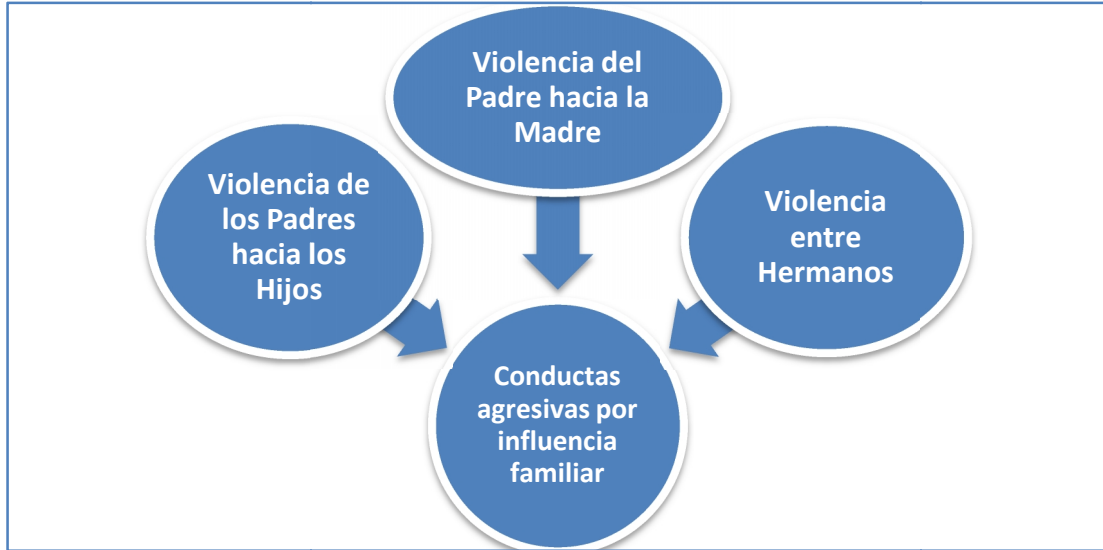 Violencia del
Padre hacia la
Madre
Violencia de
los Padres
hacia los
Hijos
Violencia
entre
Hermanos
Conductas
agresivas por
influencia
familiar